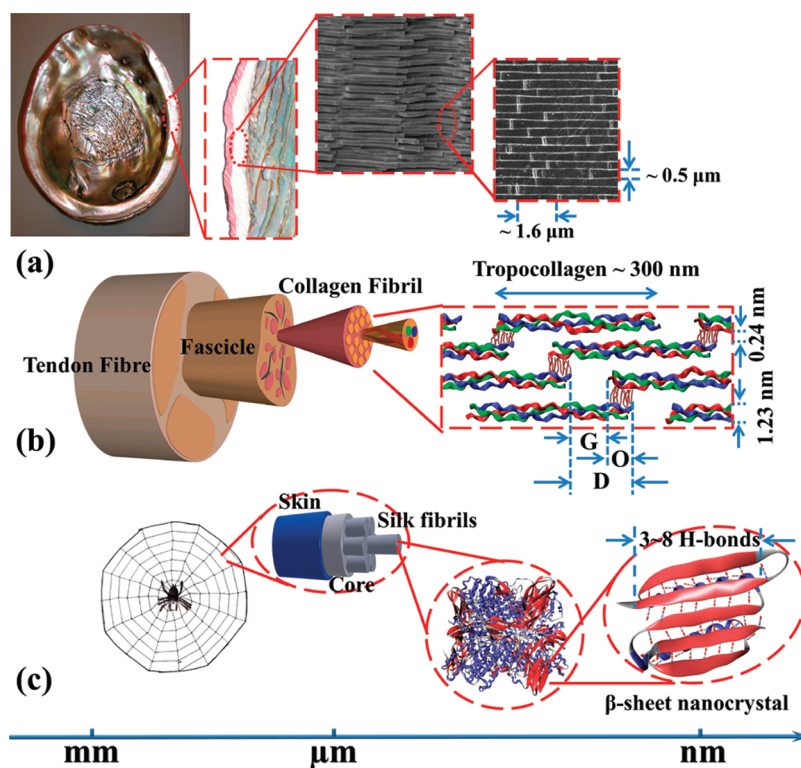 ~ 0.5 μm
~ 1.6 μm
(a)
Tropocollagen ~ 300 nm
Collagen Fibril
Fascicle
Tendon Fibre
0.24 nm
1.23 nm
G
O
D
(b)
Skin
Silk fibrils
Core
3~8 H-bonds
β-sheet nanocrystal
(c)
mm
μm
nm